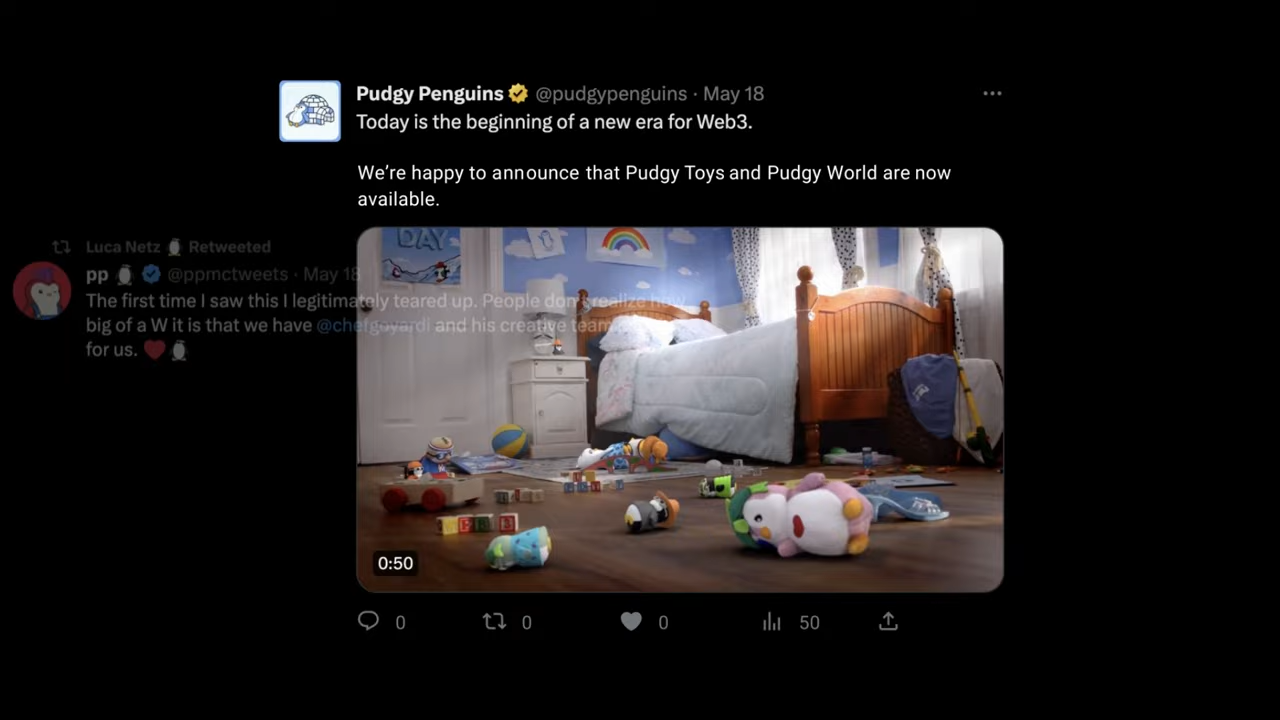 Pudgy Penguins @pudgypenguins · May 18
Today is the beginning of a new era for Web3.
We're happy to announce that Pudgy Toys and Pudgy World are now
available.
Luca Netz Retweeted
pp @ppmctweets · May 18
The first time I saw this I legitimately teared up. People don't realize how
big of a W it is that we have @chefgoyardi and his creative team
for us.
DAY
0:50
0
0
0
50